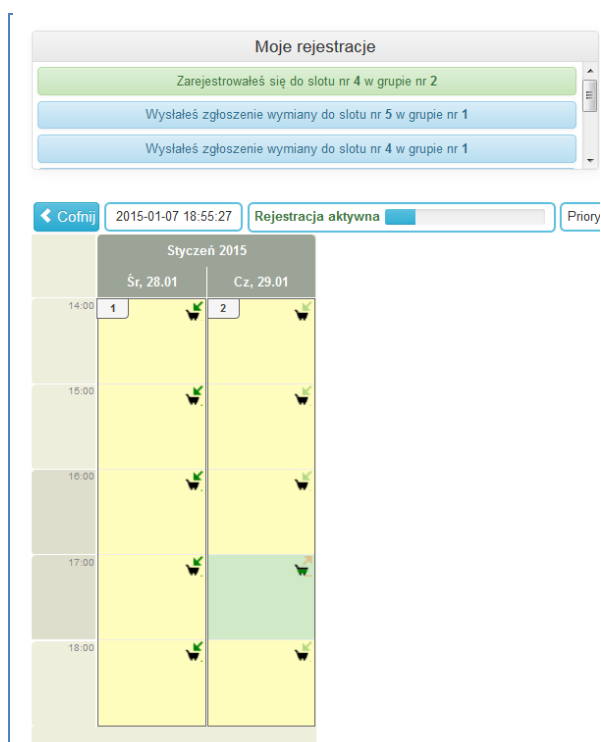 Moje rejestracje
Zarejestrowałeś się do slotu nr 4 w grupie nr 2
Wysłałeś zgłoszenie wymiany do slotu nr 5 w grupie nr 1
Wysłałeś zgłoszenie wymiany do slotu nr 4 w grupie nr 1
Cofnij 2015-01-07 18:55:27 Rejestracja aktywna Priory
Styczeń 2015
Śr, 28.01 Cz, 29.01
14:00 1 2
15:00
16:00
17:00
18:00